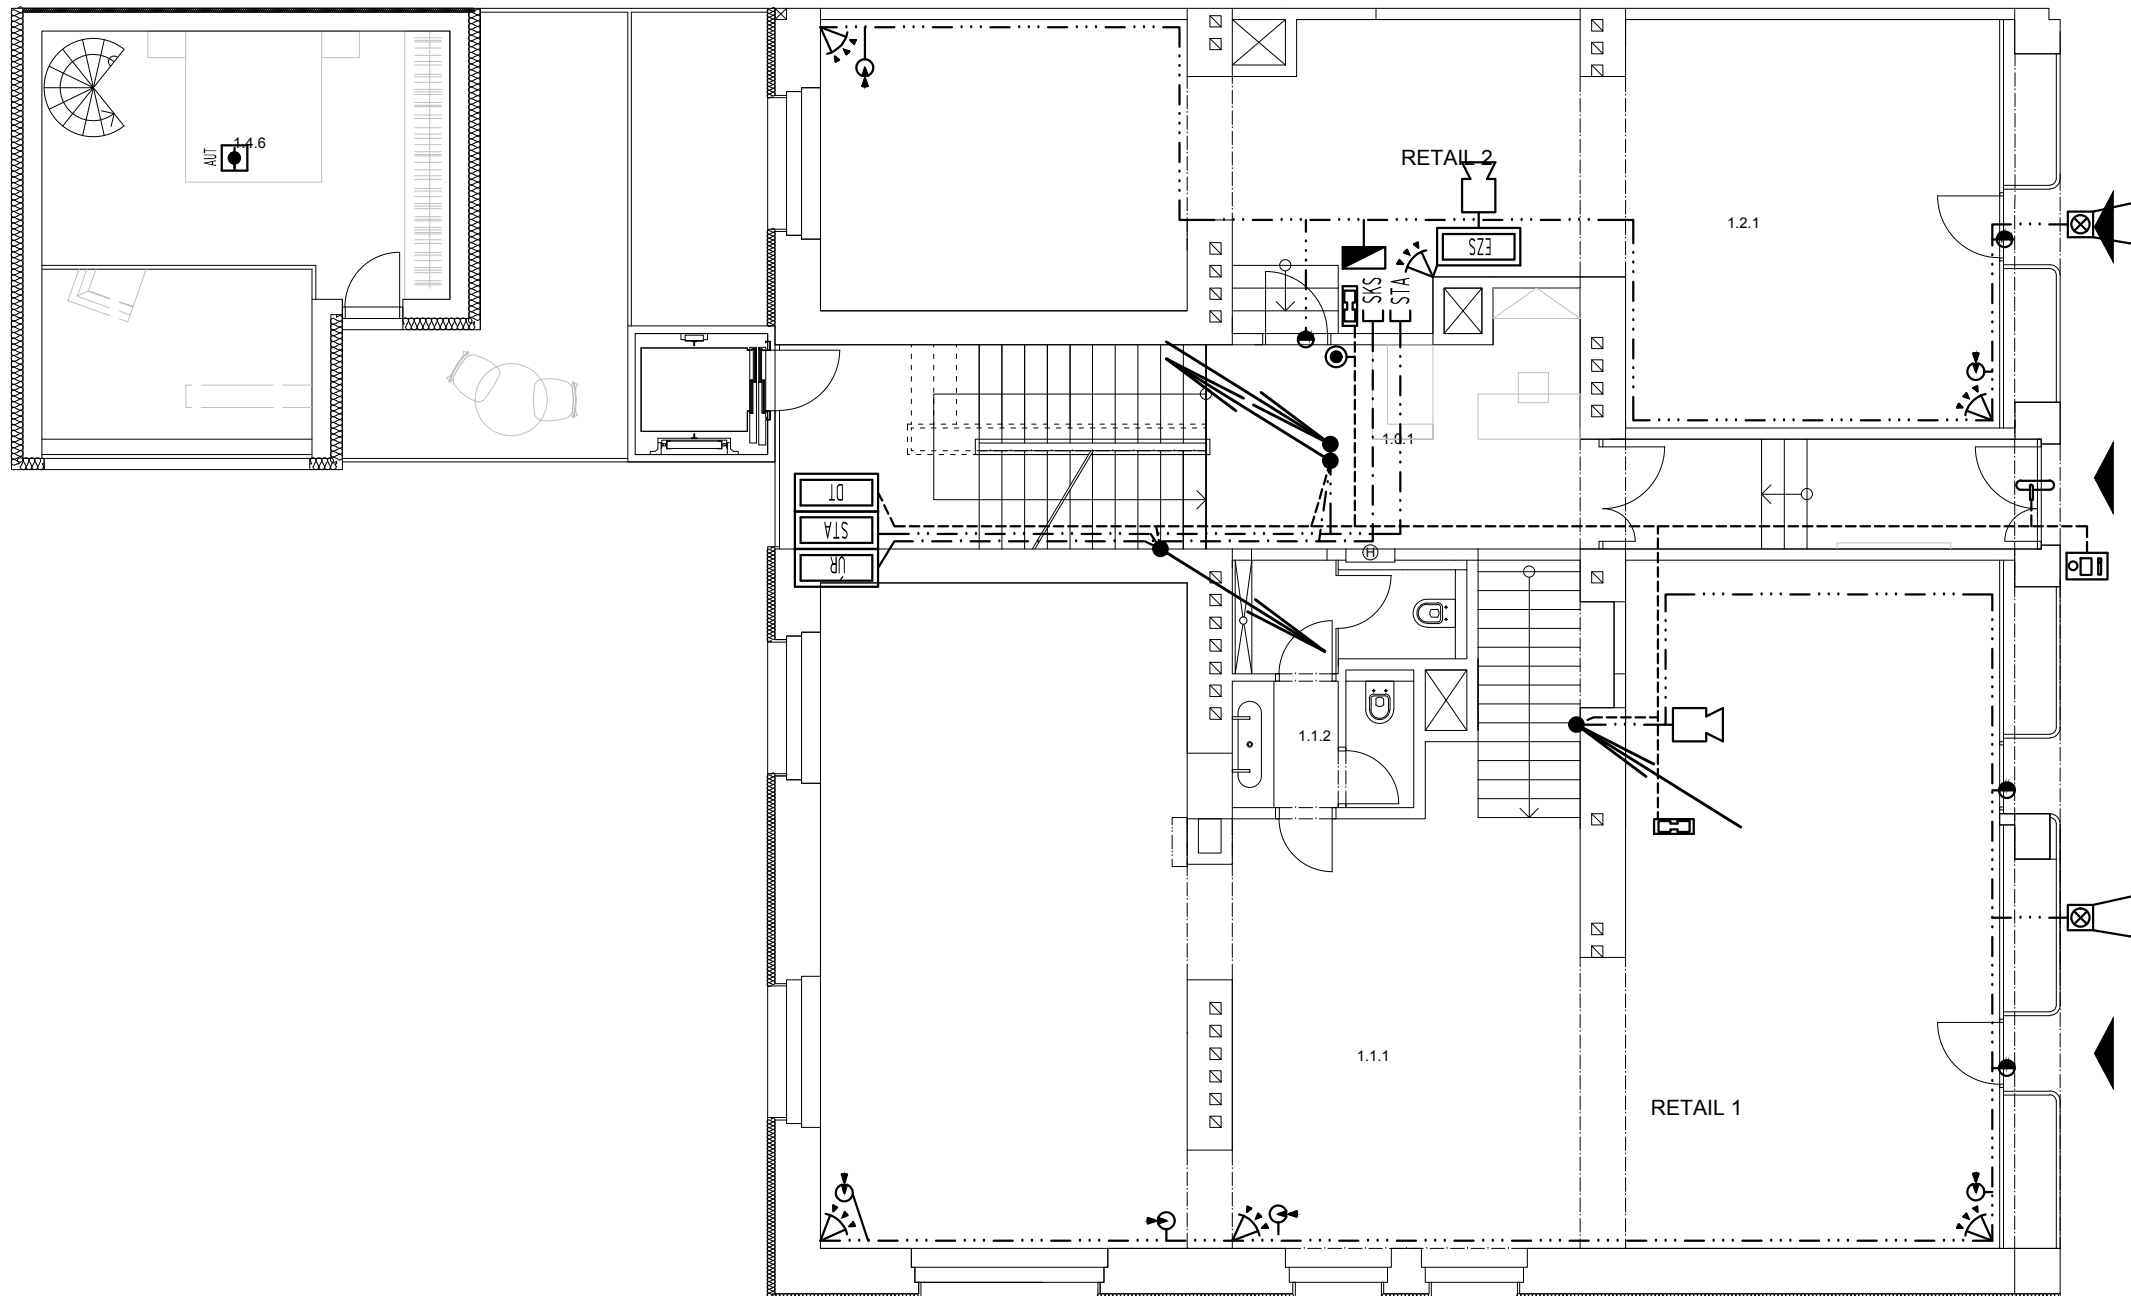 1.4.6
AUT
RETAIL 2
1.2.1
EZS
SKS
STA
1.0.1
DT
STA
ÚR
H
1.1.2
1.1.1
RETAIL 1